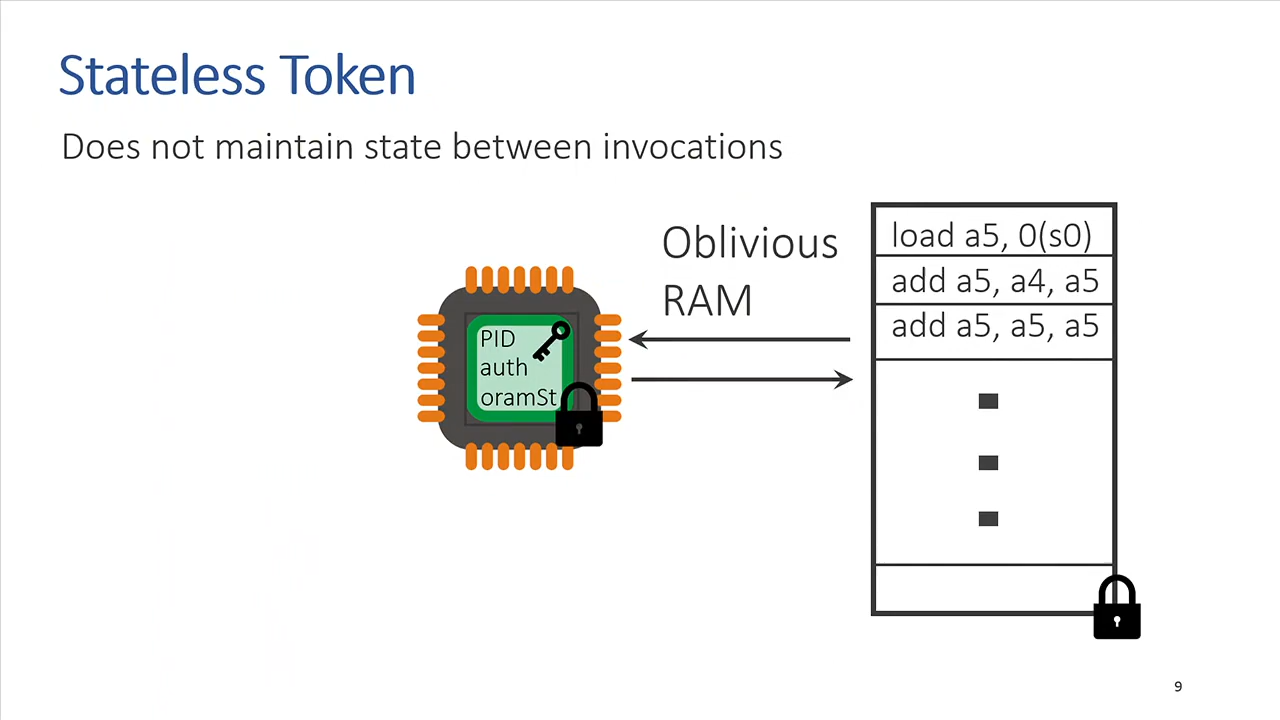 Stateless Token
Does not maintain state between invocations
Oblivious
RAM
PID
auth
oramSt
load a5, 0(s0)
add a5, a4, a5
add a5, a5, a5
9